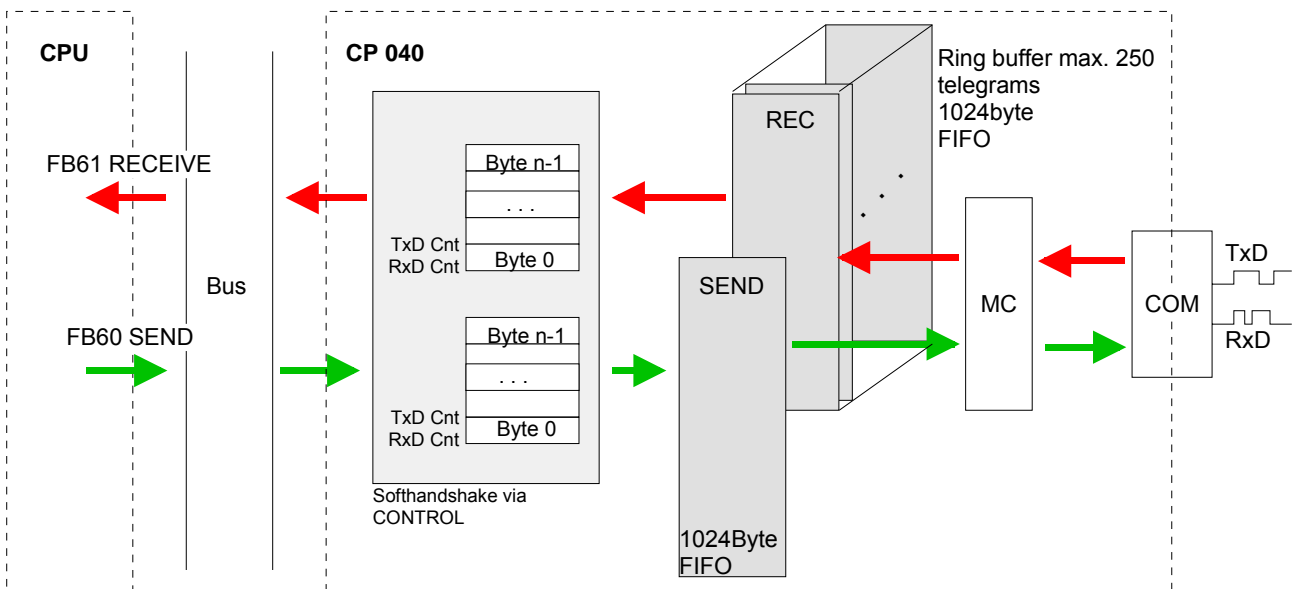 CPU
CP 040
Ring buffer max. 250
telegrams
1024byte
FIFO
REC
FB61 RECEIVE
Byte n-1
. . .
TxD Cnt
RxD Cnt
Byte 0
Bus
SEND
MC
COM
TxD
RxD
FB60 SEND
Byte n-1
. . .
TxD Cnt
RxD Cnt
Byte 0
Softhandshake via
CONTROL
1024Byte
FIFO